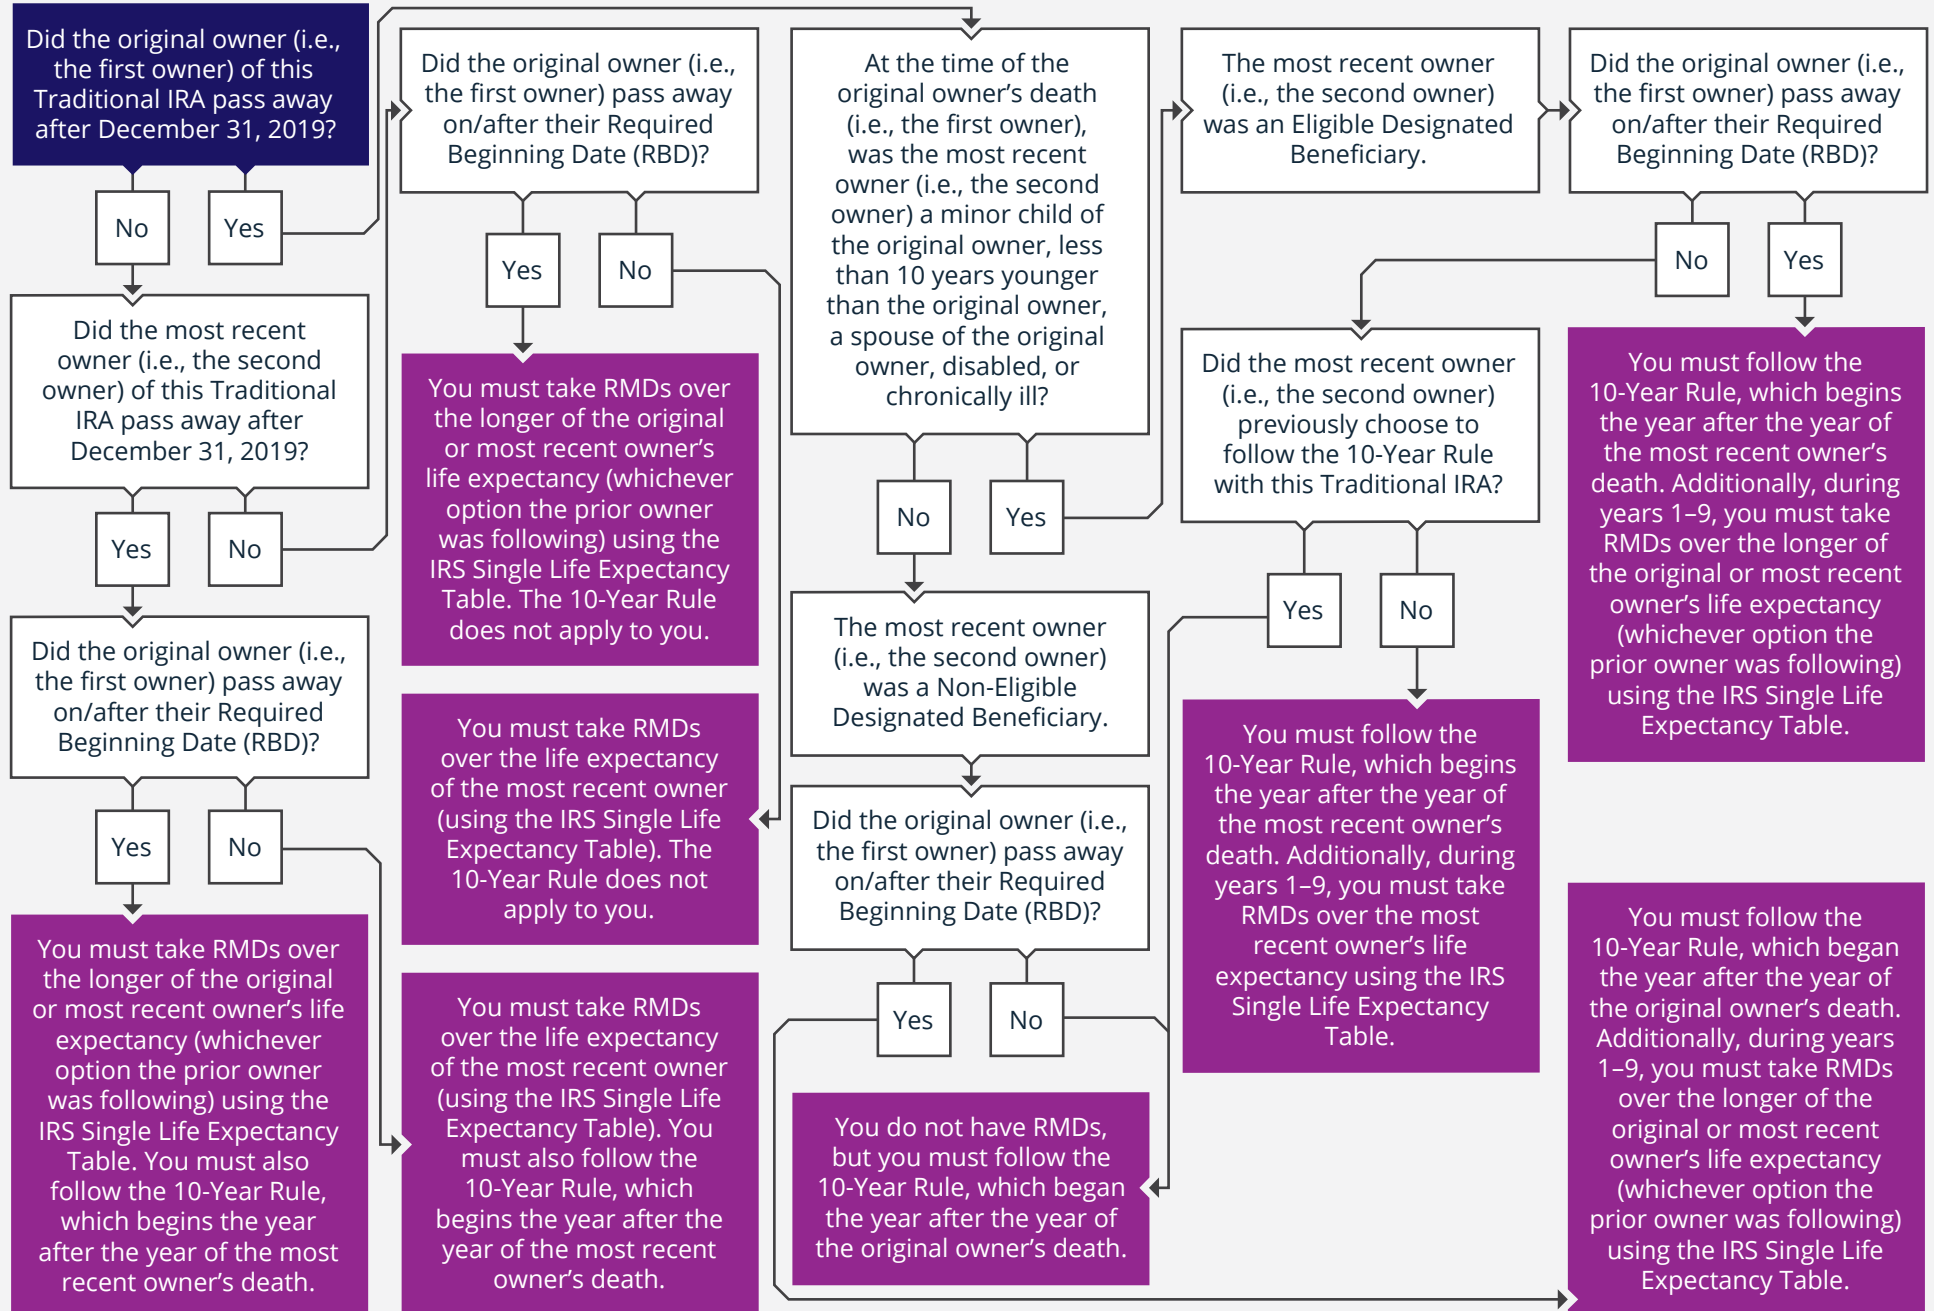 Did the original owner (i.e.,
the first owner) of this
Traditional IRA pass away
after December 31, 2019?
No
Yes
Did the most recent
owner (i.e., the second
owner) of this Traditional
IRA pass away after
December 31, 2019?
Yes
No
Did the original owner (i.e.,
the first owner) pass away
on/after their Required
Beginning Date (RBD)?
Yes
No
You must take RMDs over
the longer of the original
or most recent owner's life
expectancy (whichever
option the prior owner
was following) using the
IRS Single Life Expectancy
Table. You must also
follow the 10-Year Rule,
which begins the year
after the year of the most
recent owner's death.
Did the original owner (i.e.,
the first owner) pass away
on/after their Required
Beginning Date (RBD)?
Yes
No
You must take RMDs over
the longer of the original
or most recent owner's
life expectancy (whichever
option the prior owner
was following) using the
IRS Single Life Expectancy
Table. The 10-Year Rule
does not apply to you.
You must take RMDs
over the life expectancy
of the most recent owner
(using the IRS Single Life
Expectancy Table). The
10-Year Rule does not
apply to you.
You must take RMDs
over the life expectancy
of the most recent owner
(using the IRS Single Life
Expectancy Table). You
must also follow the
10-Year Rule, which
begins the year after the
year of the most recent
owner's death.
At the time of the
original owner's death
(i.e., the first owner),
was the most recent
owner (i.e., the second
owner) a minor child of
the original owner, less
than 10 years younger
than the original owner,
a spouse of the original
owner, disabled, or
chronically ill?
No
Yes
The most recent owner
(i.e., the second owner)
was a Non-Eligible
Designated Beneficiary.
Did the original owner (i.e.,
the first owner) pass away
on/after their Required
Beginning Date (RBD)?
Yes
No
You do not have RMDs,
but you must follow the
10-Year Rule, which began
the year after the year of
the original owner's death.
The most recent owner
(i.e., the second owner)
was an Eligible Designated
Beneficiary.
Did the original owner (i.e.,
the first owner) pass away
on/after their Required
Beginning Date (RBD)?
No
Yes
Did the most recent owner
(i.e., the second owner)
previously choose to
follow the 10-Year Rule
with this Traditional IRA?
Yes
No
You must follow the
10-Year Rule, which begins
the year after the year of
the most recent owner's
death. Additionally, during
years 1–9, you must take
RMDs over the most
recent owner's life
expectancy using the IRS
Single Life Expectancy
Table.
You must follow the
10-Year Rule, which begins
the year after the year of
the most recent owner's
death. Additionally, during
years 1–9, you must take
RMDs over the longer of
the original or most recent
owner's life expectancy
(whichever option the
prior owner was following)
using the IRS Single Life
Expectancy Table.
You must follow the
10-Year Rule, which began
the year after the year of
the original owner's death.
Additionally, during years
1–9, you must take RMDs
over the longer of the
original or most recent
owner's life expectancy
(whichever option the
prior owner was following)
using the IRS Single Life
Expectancy Table.